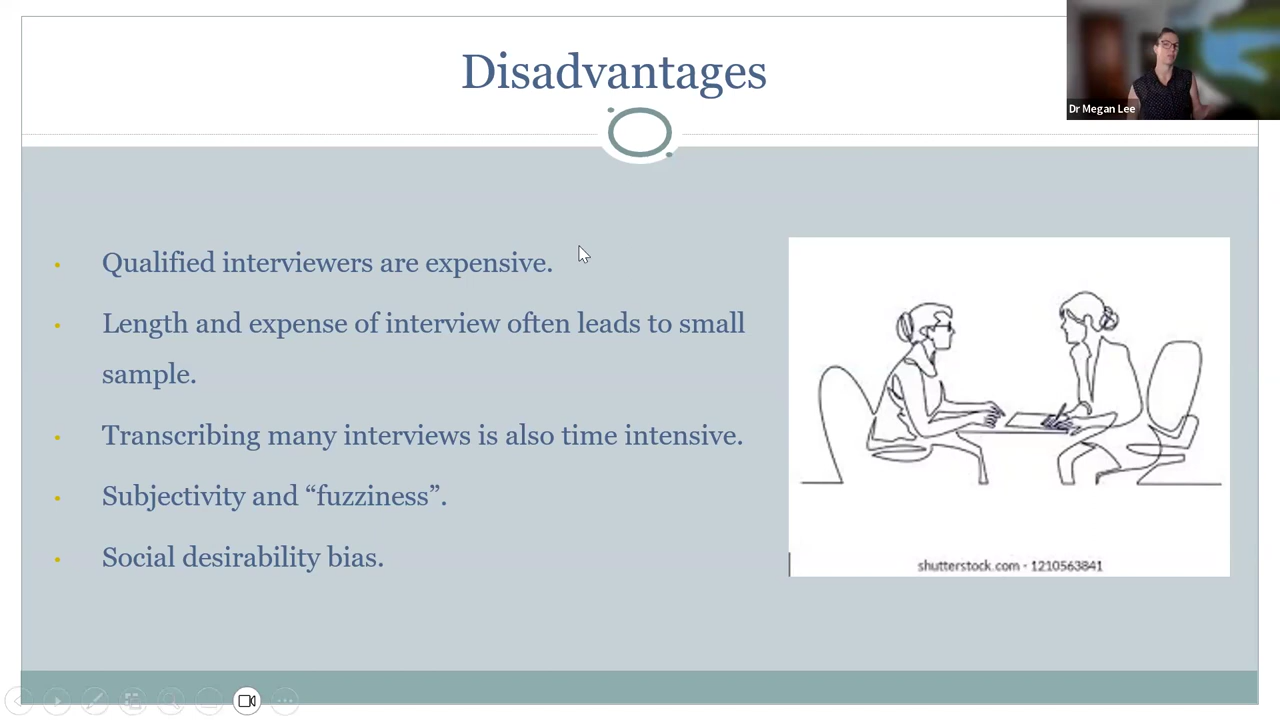 Disadvantages
Dr Megan Lee
Qualified interviewers are expensive.
Length and expense of interview often leads to small
sample.
Transcribing many interviews is also time intensive.
Subjectivity and “fuzziness”.
Social desirability bias.
shutterstock.com - 1210563841